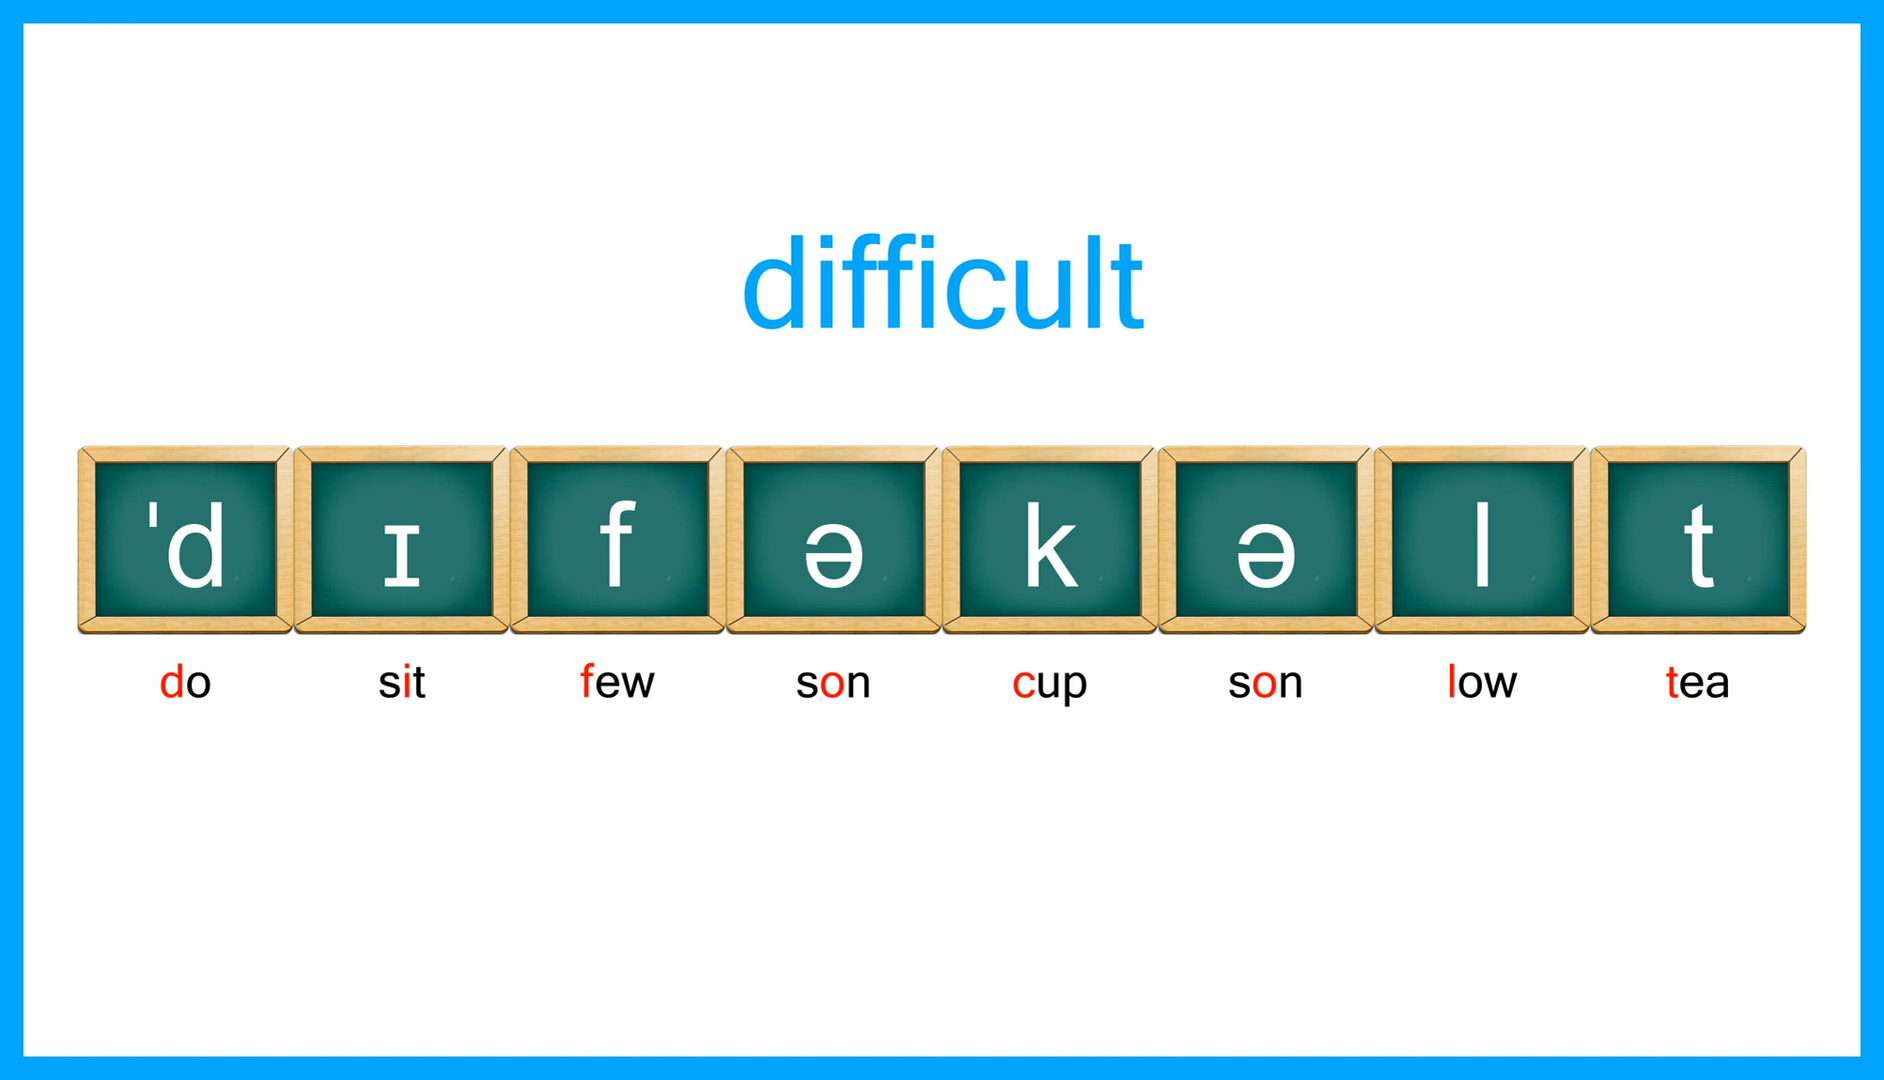 difficult
ˈd ɪ f ə k ə l t
do sit few son cup son low tea